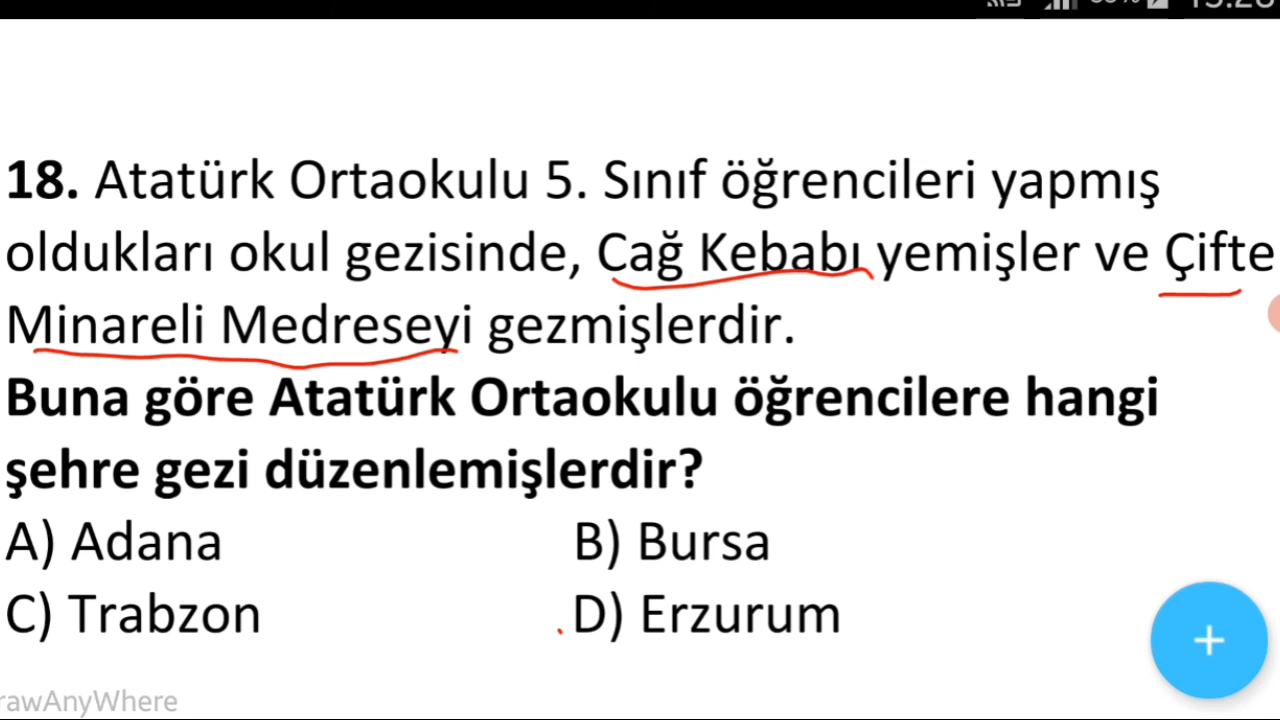 18. Atatürk Ortaokulu 5. Sınıf öğrencileri yapmış
oldukları okul gezisinde, Cağ Kebabı yemişler ve Çifte
Minareli Medreseyi gezmişlerdir.
Buna göre Atatürk Ortaokulu öğrencilere hangi
şehre gezi düzenlemişlerdir?
A) Adana B) Bursa
C) Trabzon D) Erzurum
rawAnyWhere